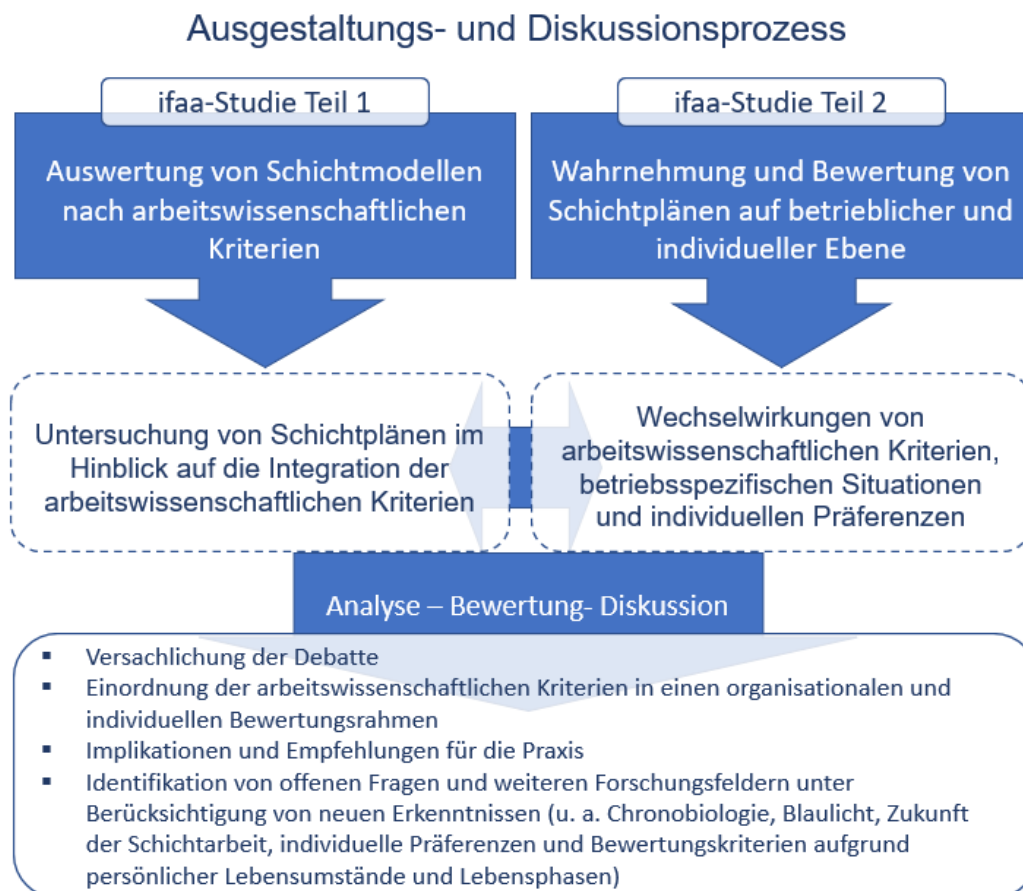 Ausgestaltungs- und Diskussionsprozess
ifaa-Studie Teil 1
Auswertung von Schichtmodellen
nach arbeitswissenschaftlichen
Kriterien
ifaa-Studie Teil 2
Wahrnehmung und Bewertung von
Schichtplänen auf betrieblicher und
individueller Ebene
Untersuchung von Schichtplänen im
Hinblick auf die Integration der
arbeitswissenschaftlichen Kriterien
Wechselwirkungen von
arbeitswissenschaftlichen Kriterien,
betriebsspezifischen Situationen
und individuellen Präferenzen
Analyse – Bewertung- Diskussion
▪ Versachlichung der Debatte
▪ Einordnung der arbeitswissenschaftlichen Kriterien in einen organisationalen und
individuellen Bewertungsrahmen
▪ Implikationen und Empfehlungen für die Praxis
▪ Identifikation von offenen Fragen und weiteren Forschungsfeldern unter
Berücksichtigung von neuen Erkenntnissen (u. a. Chronobiologie, Blaulicht, Zukunft
der Schichtarbeit, individuelle Präferenzen und Bewertungskriterien aufgrund
persönlicher Lebensumstände und Lebensphasen)